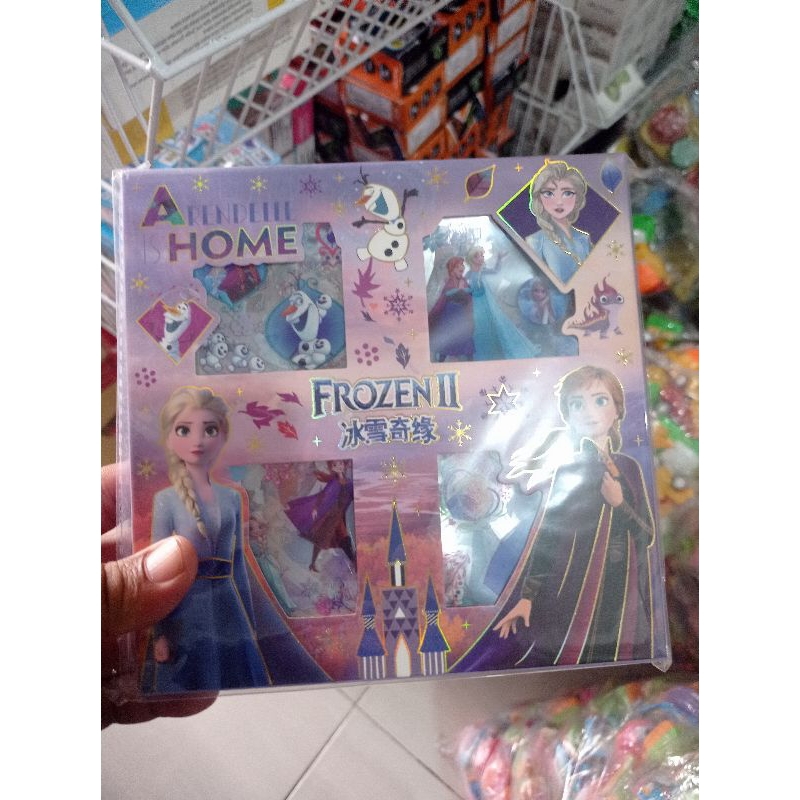 ARENDELLE
IS HOME
FROZEN II
冰雪奇缘